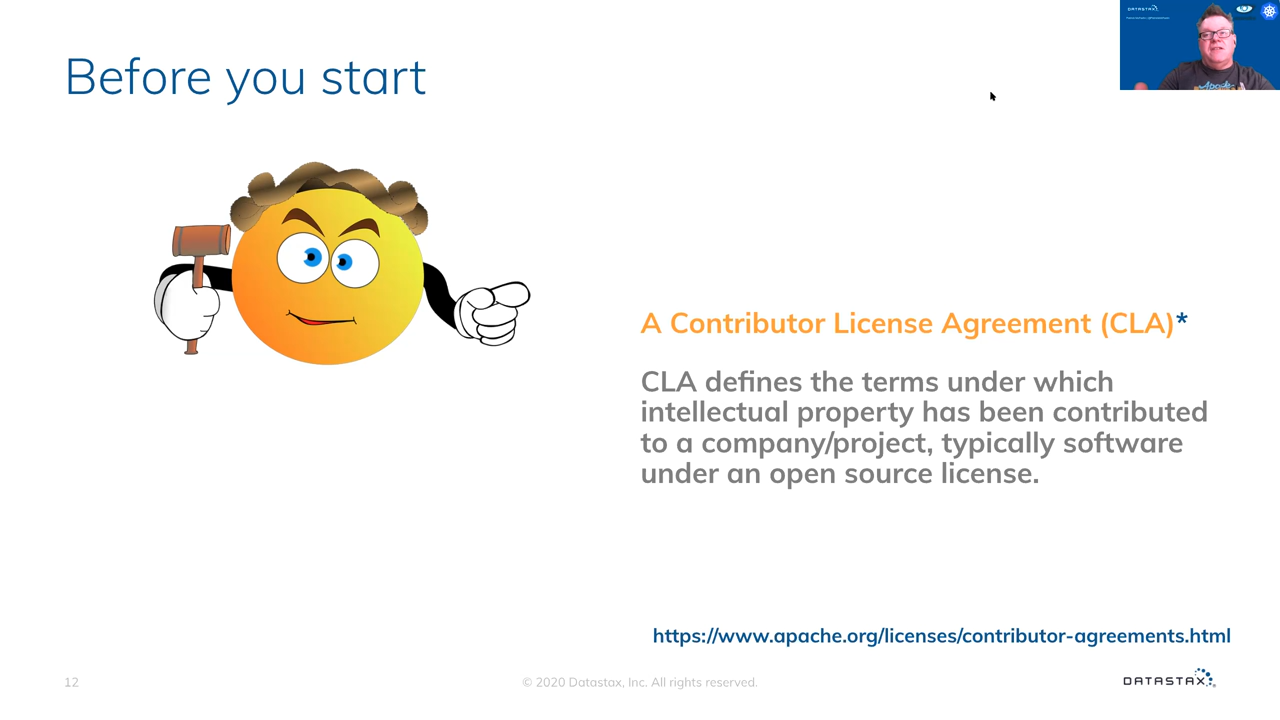 DATASTAX
Before you start
Apache
A Contributor License Agreement (CLA)*
CLA defines the terms under which
intellectual property has been contributed
to a company/project, typically software
under an open source license.
https://www.apache.org/licenses/contributor-agreements.html
12
© 2020 Datastax, Inc. All rights reserved.
DATASTAX